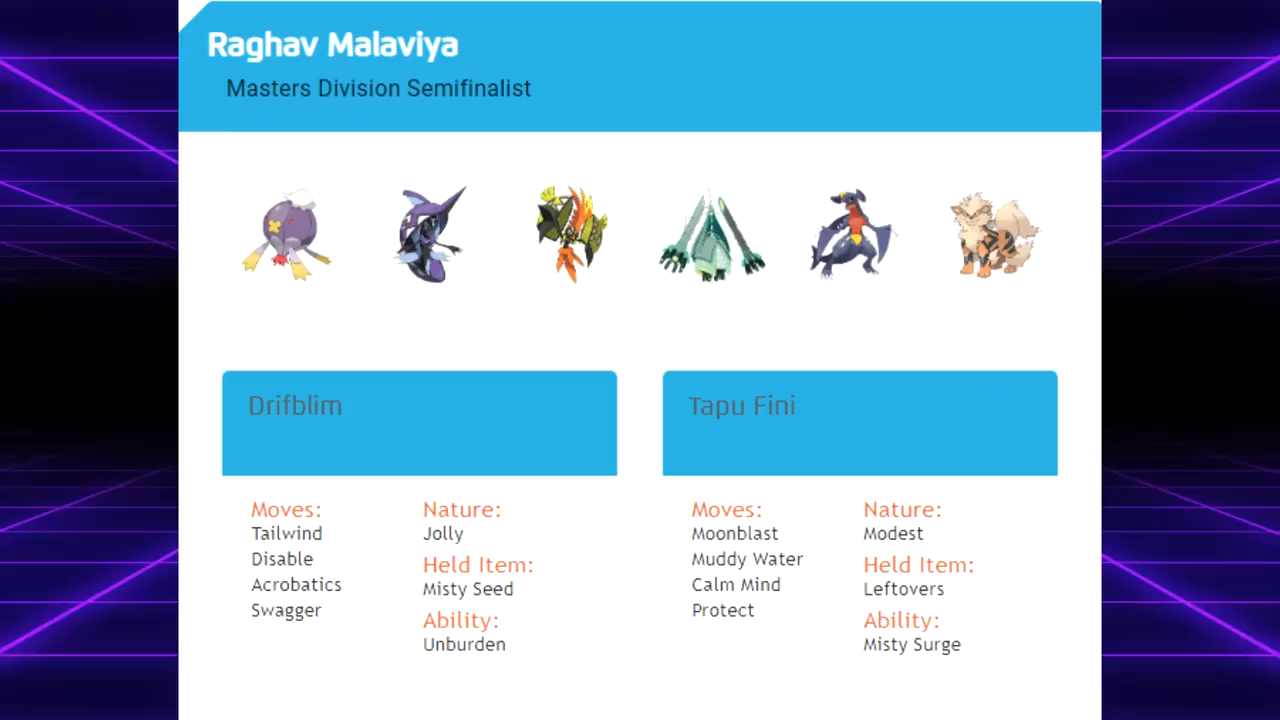 Raghav Malaviya
Masters Division Semifinalist
Drifblim
Tapu Fini
Moves:
Tailwind
Disable
Acrobatics
Swagger
Nature:
Jolly
Held Item:
Misty Seed
Ability:
Unburden
Moves:
Moonblast
Muddy Water
Calm Mind
Protect
Nature:
Modest
Held Item:
Leftovers
Ability:
Misty Surge